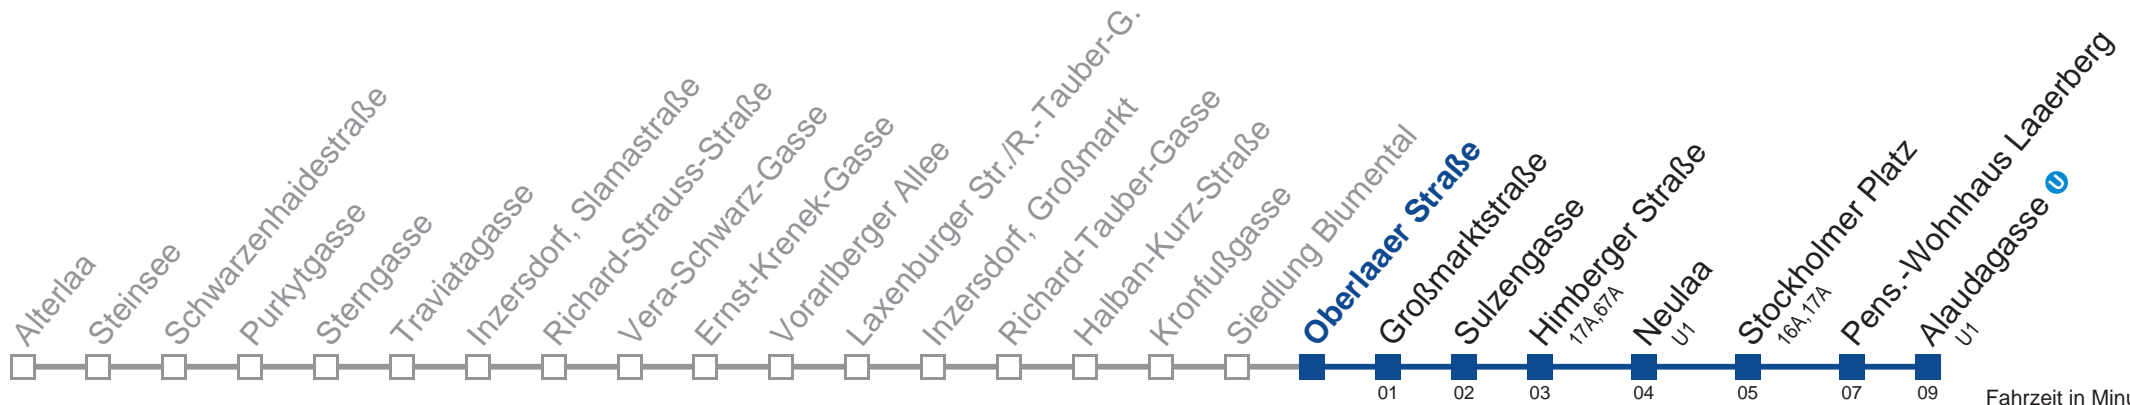 Alterlaa
Steinsee
Schwarzenhaidestraße
Purkytgasse
Sterngasse
Traviatagasse
Inzersdorf, Slamastraße
Richard-Strauss-Straße
Vera-Schwarz-Gasse
Ernst-Krenek-Gasse
Vorarlberger Allee
Laxenburger Str./R.-Tauber-G.
Inzersdorf, Großmarkt
Richard-Tauber-Gasse
Halban-Kurz-Straße
Kronfußgasse
Siedlung Blumental
Oberlaaer Straße
Großmarktstraße
Sulzengasse
Himberger Straße
17A,67A
Neulaa
U1
Stockholmer Platz
16A,17A
Pens.-Wohnhaus Laaerberg
Alaudagasse U
U1
01 02 03 04 05 07 09
Fahrzeit in Minu